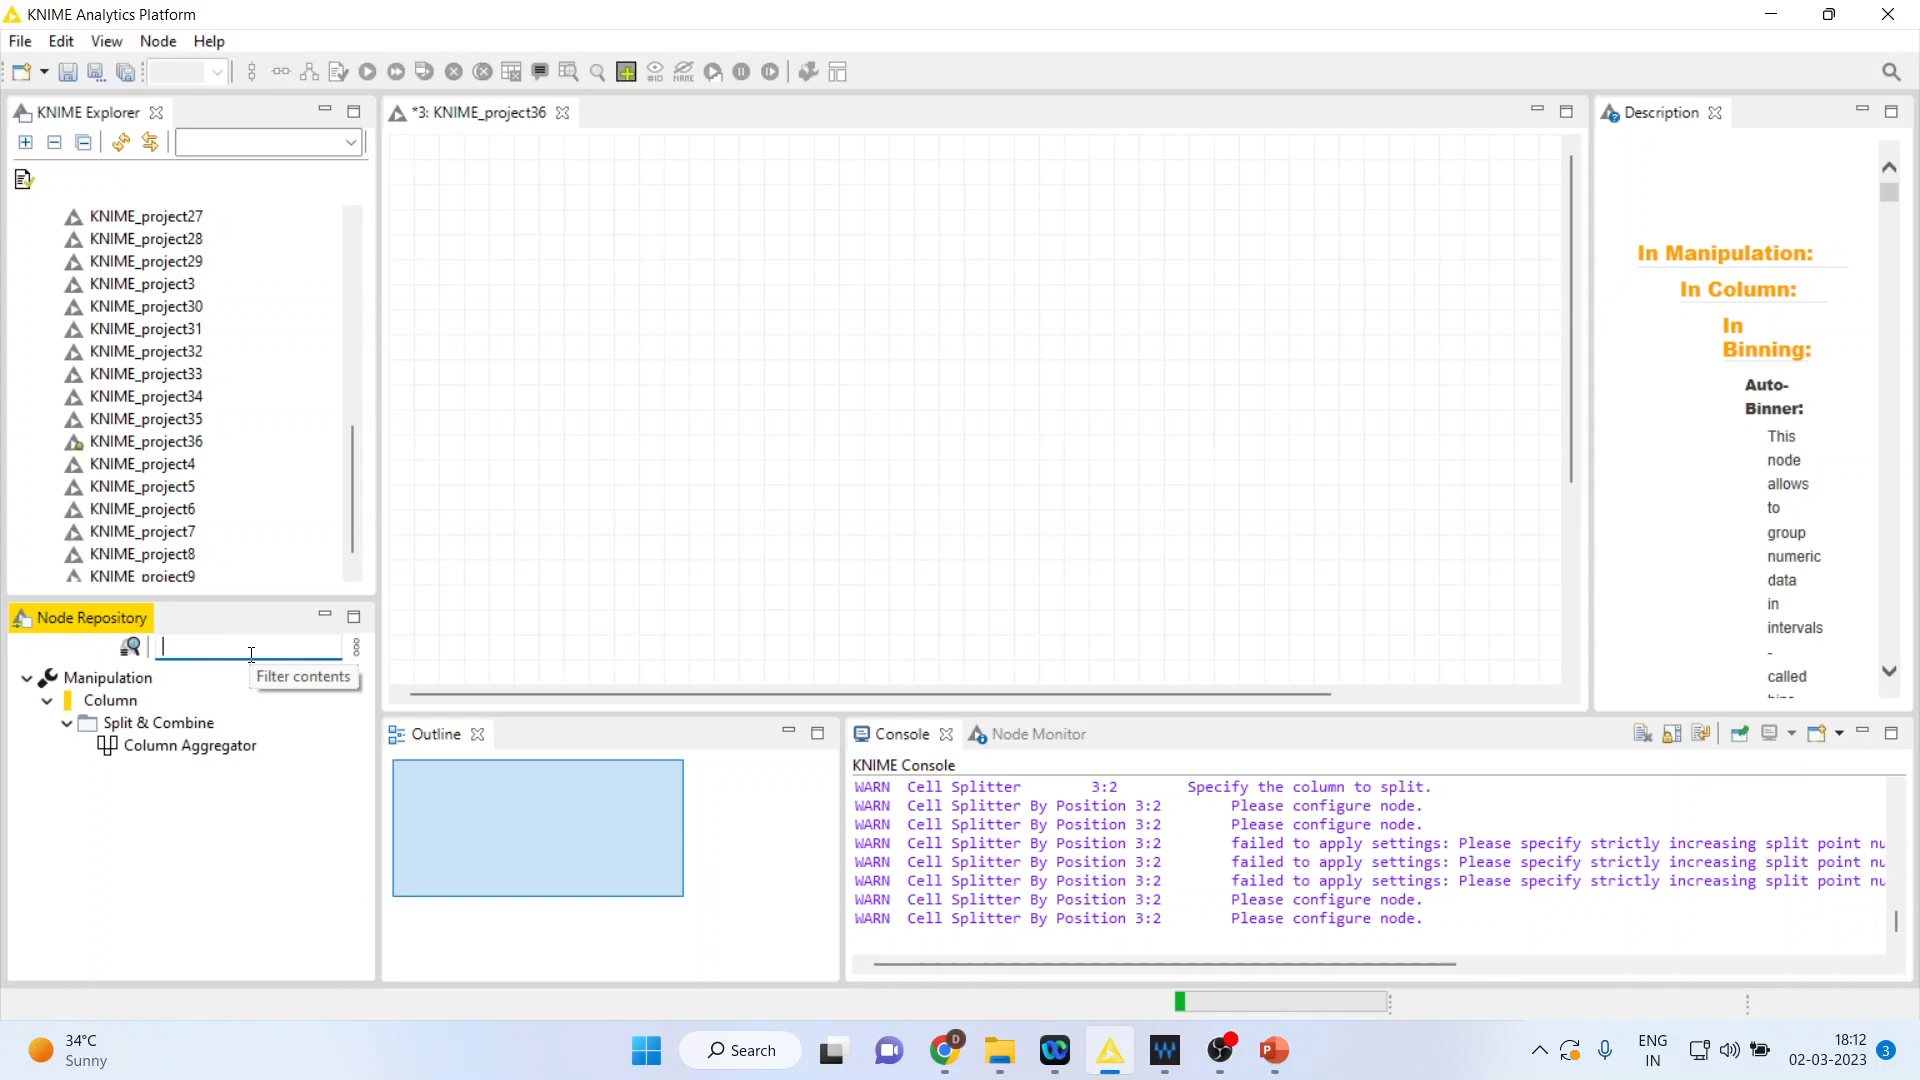 KNIME Analytics Platform
File Edit View Node Help
#ID NAME
KNIME Explorer
KNIME_project27
KNIME_project28
KNIME_project29
KNIME_project3
KNIME_project30
KNIME_project31
KNIME_project32
KNIME_project33
KNIME_project34
KNIME_project35
KNIME_project36
KNIME_project4
KNIME_project5
KNIME_project6
KNIME_project7
KNIME_project8
KNIME_project9
*3: KNIME_project36
Description
In Manipulation:
In Column:
In
Binning:
Auto-
Binner:
This
node
allows
to
group
numeric
data
in
intervals
-
called
Node Repository
Filter contents
Manipulation
Column
Split & Combine
Column Aggregator
Outline
Console Node Monitor
KNIME Console
WARN Cell Splitter 3:2 Specify the column to split.
WARN Cell Splitter By Position 3:2 Please configure node.
WARN Cell Splitter By Position 3:2 Please configure node.
WARN Cell Splitter By Position 3:2 failed to apply settings: Please specify strictly increasing split point nu
WARN Cell Splitter By Position 3:2 failed to apply settings: Please specify strictly increasing split point nu
WARN Cell Splitter By Position 3:2 failed to apply settings: Please specify strictly increasing split point nu
WARN Cell Splitter By Position 3:2 Please configure node.
WARN Cell Splitter By Position 3:2 Please configure node.
34°C
Sunny
Search
D
ENG
IN
18:12
02-03-2023
3